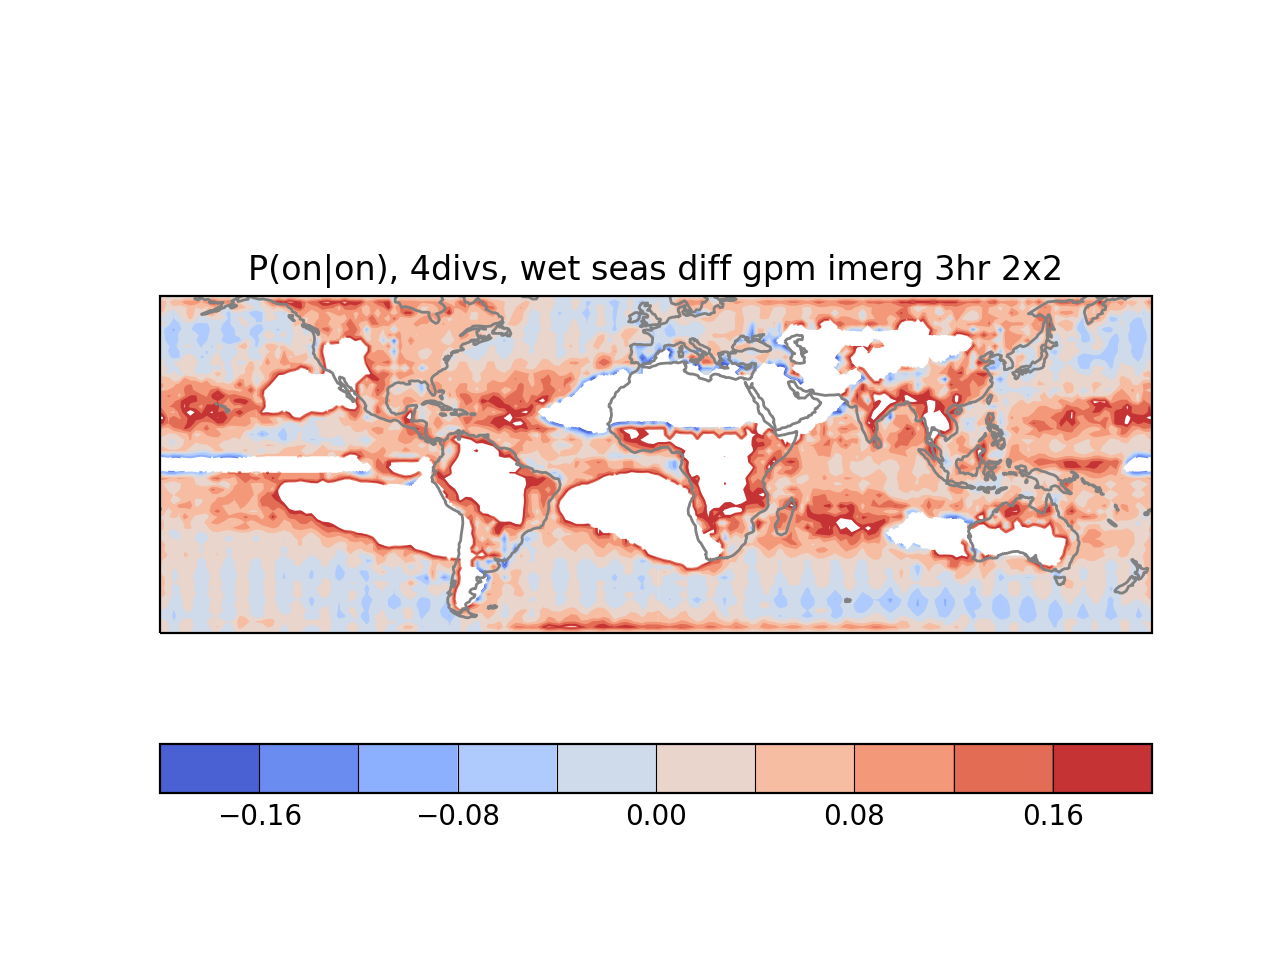 P(on|on), 4divs, wet seas diff gpm imerg 3hr 2x2
−0.16 −0.08 0.00 0.08 0.16